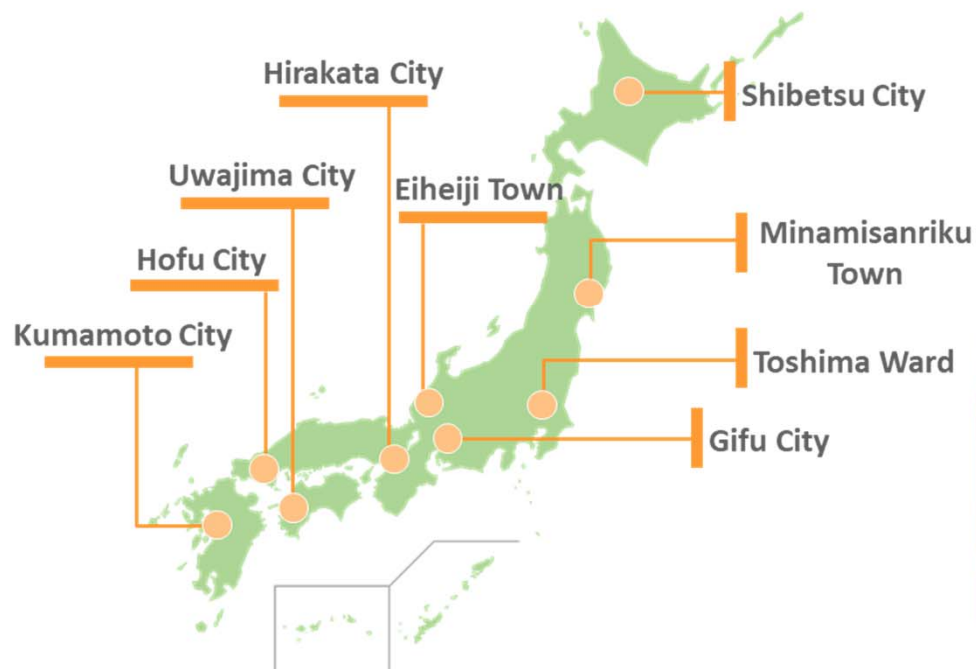 Hirakata City
Shibetsu City
Uwajima City
Eiheiji Town
Minamisanriku
Town
Hofu City
Kumamoto City
Toshima Ward
Gifu City